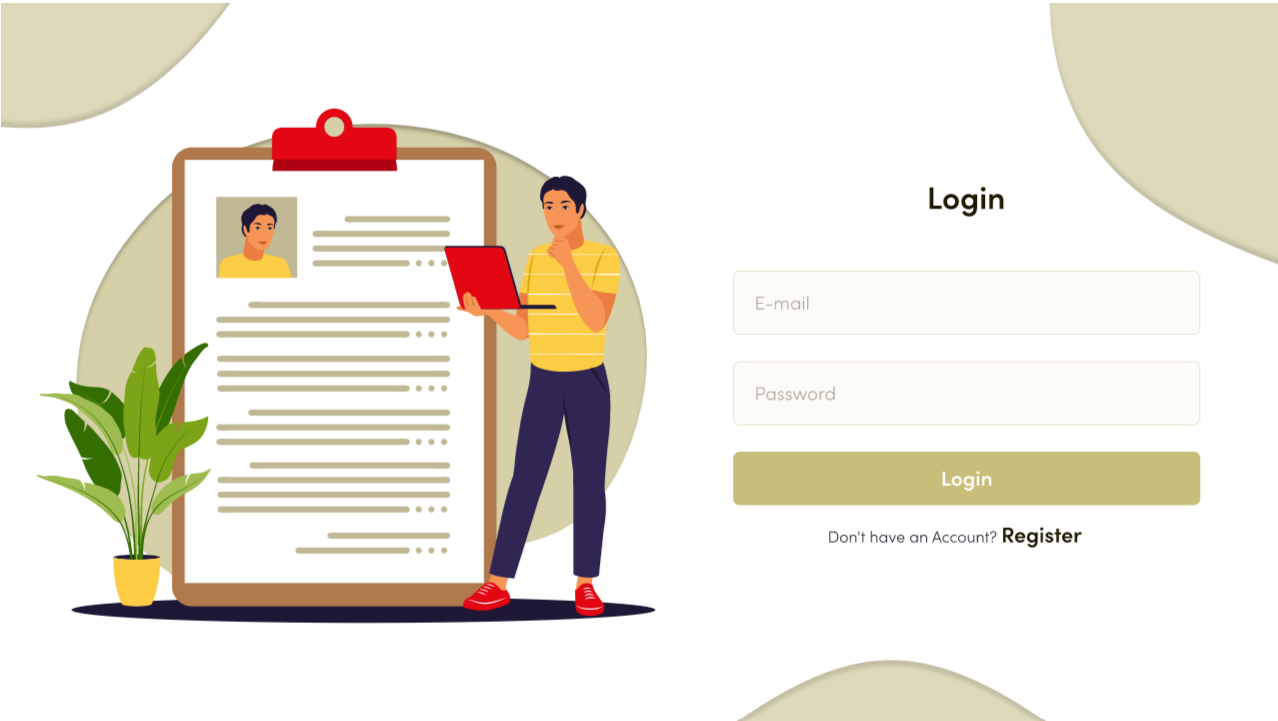 Login
E-mail
Password
Login
Don't have an Account? Register